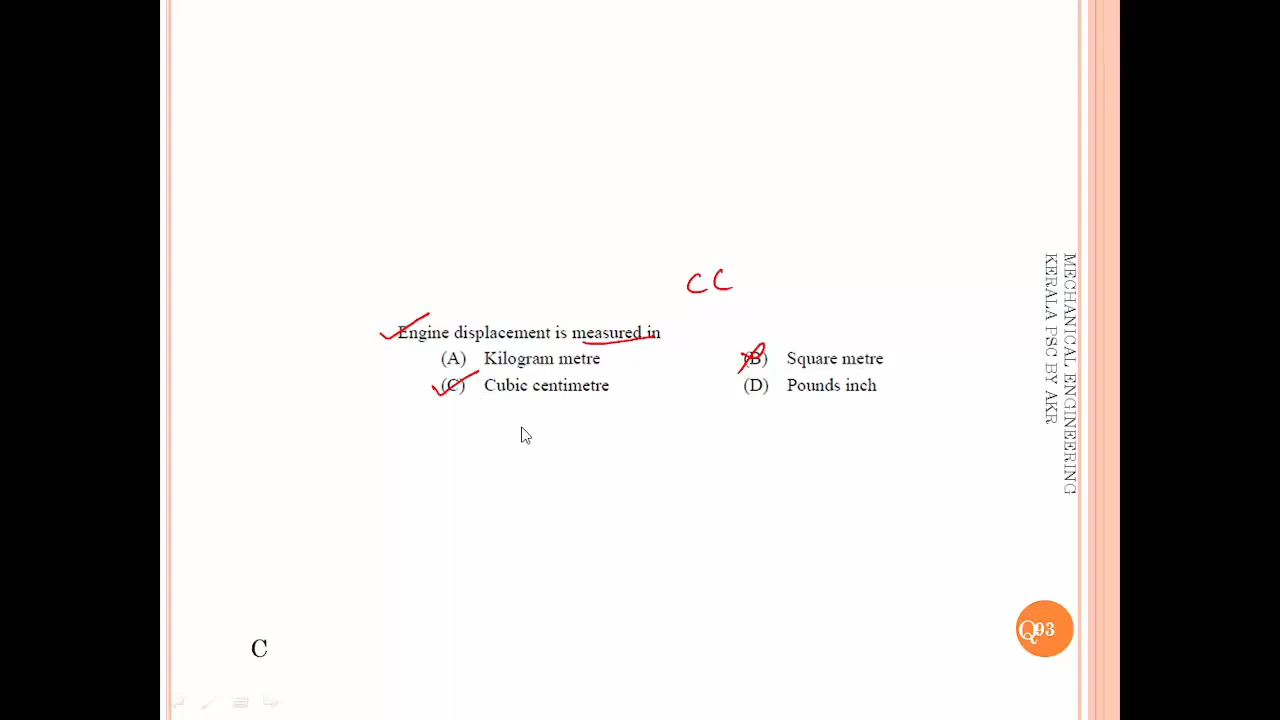 CC
Engine displacement is measured in
(A) Kilogram metre (B) Square metre
(C) Cubic centimetre (D) Pounds inch
MECHANICAL ENGINEERING
KERALA PSC BY AKR
Q93
C